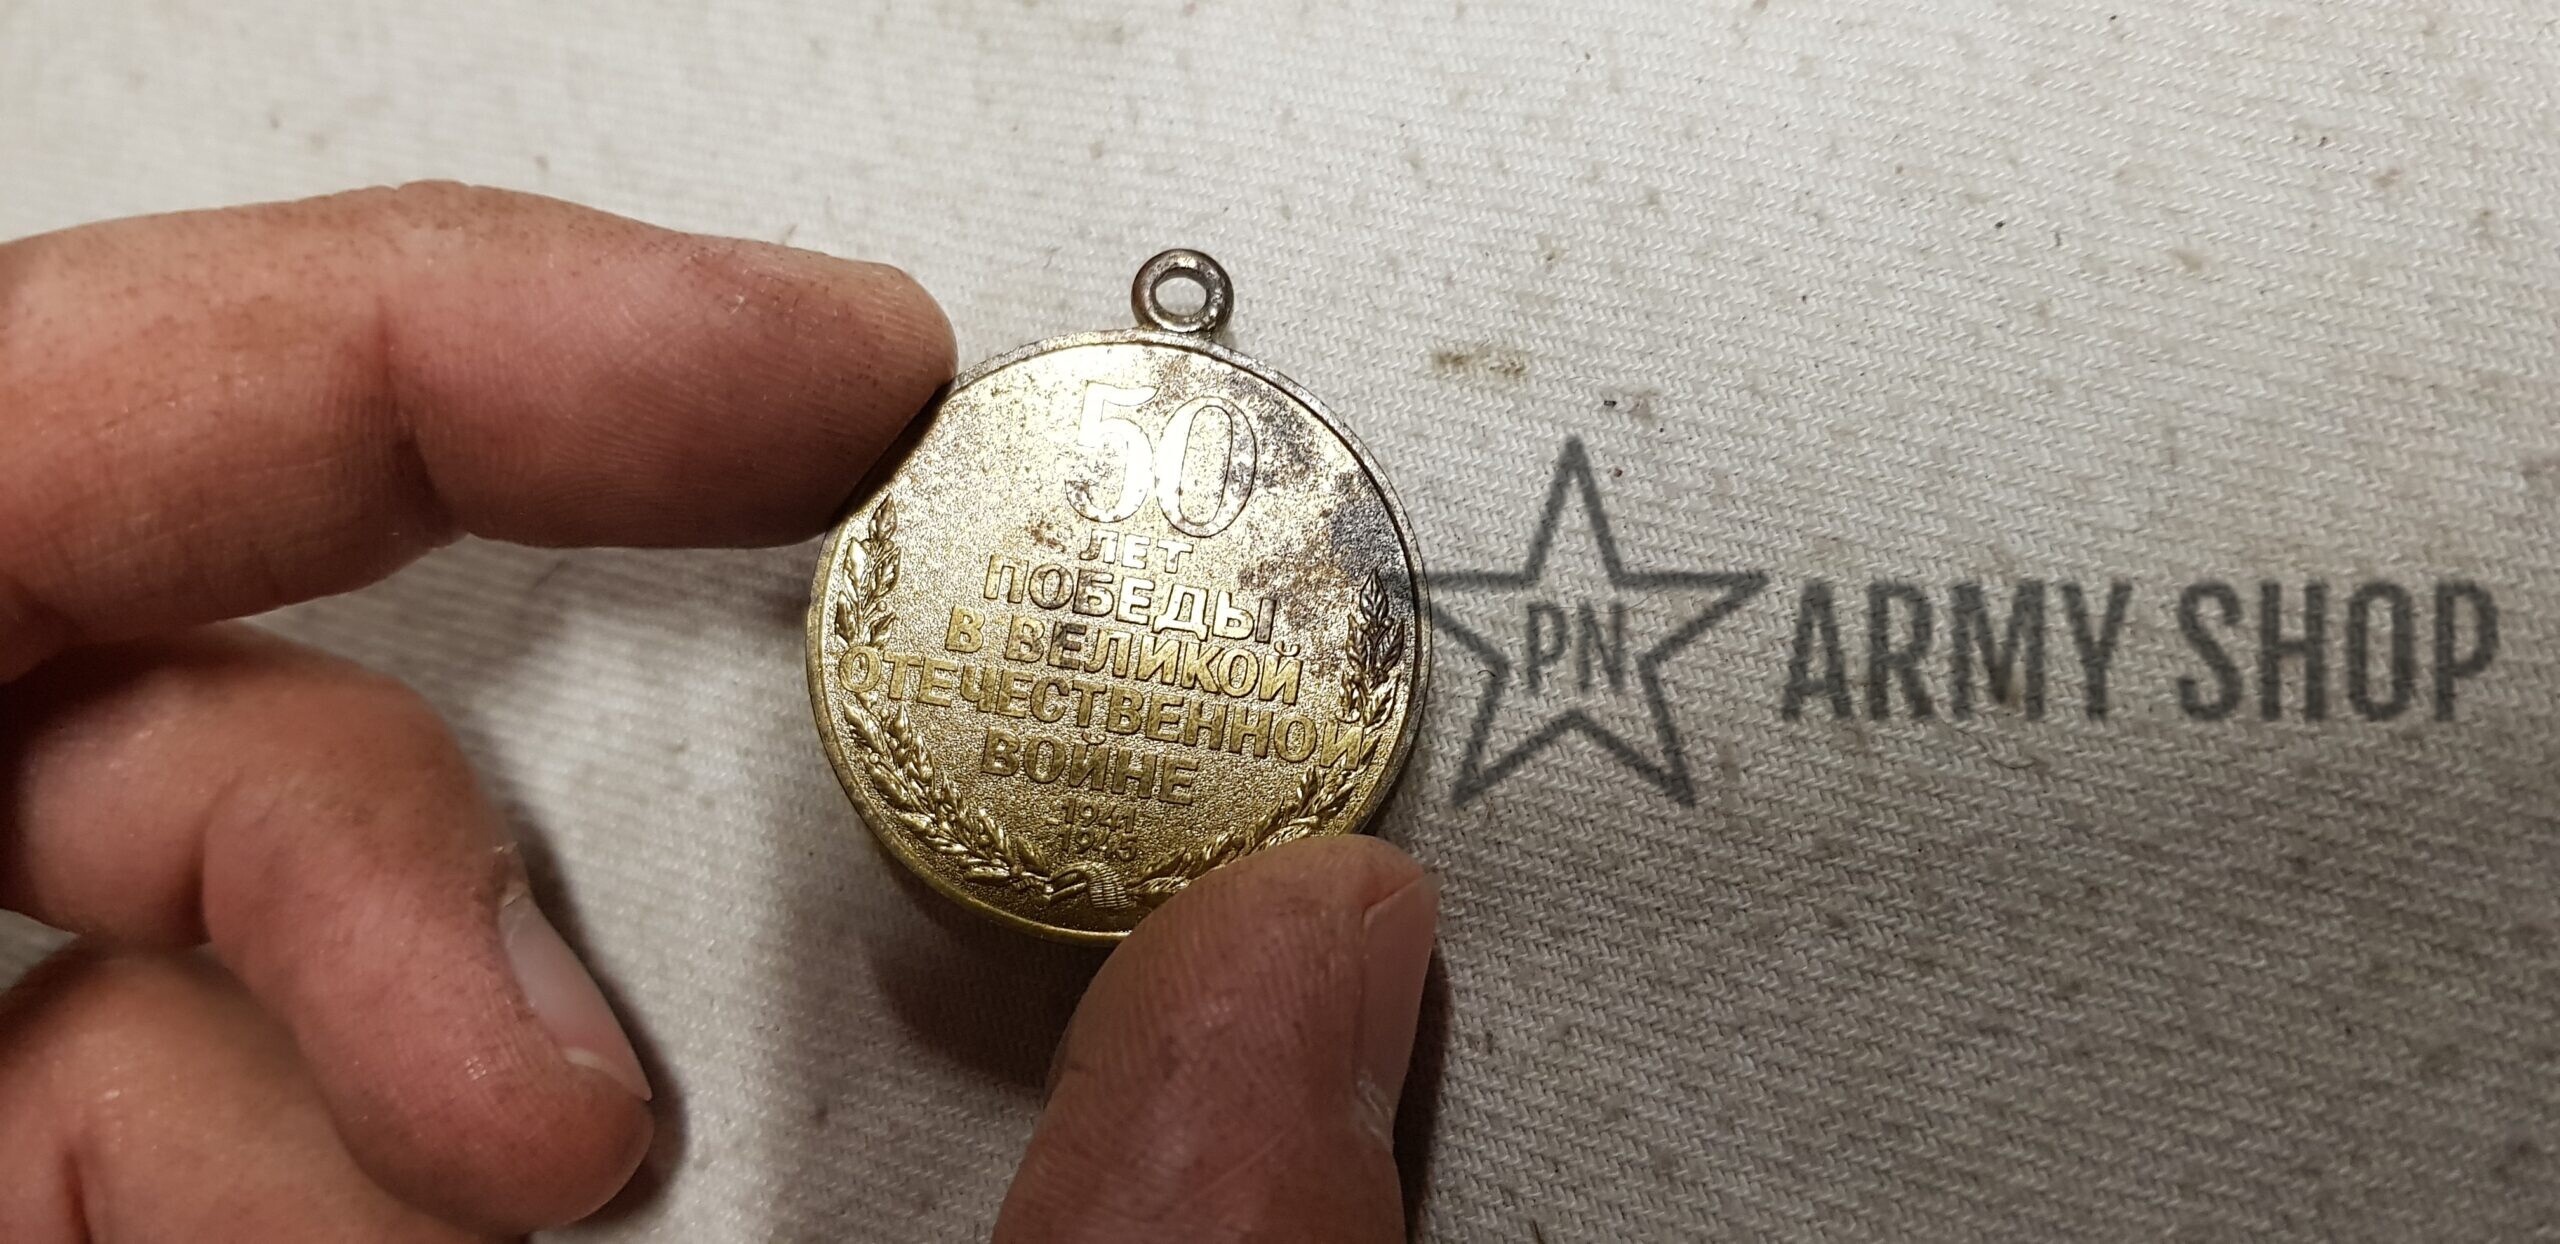 50
ЛЕТ
ПОБЕДЫ
В ВЕЛИКОЙ
ОТЕЧЕСТВЕННОЙ
ВОЙНЕ
1941
1945
PN ARMY SHOP